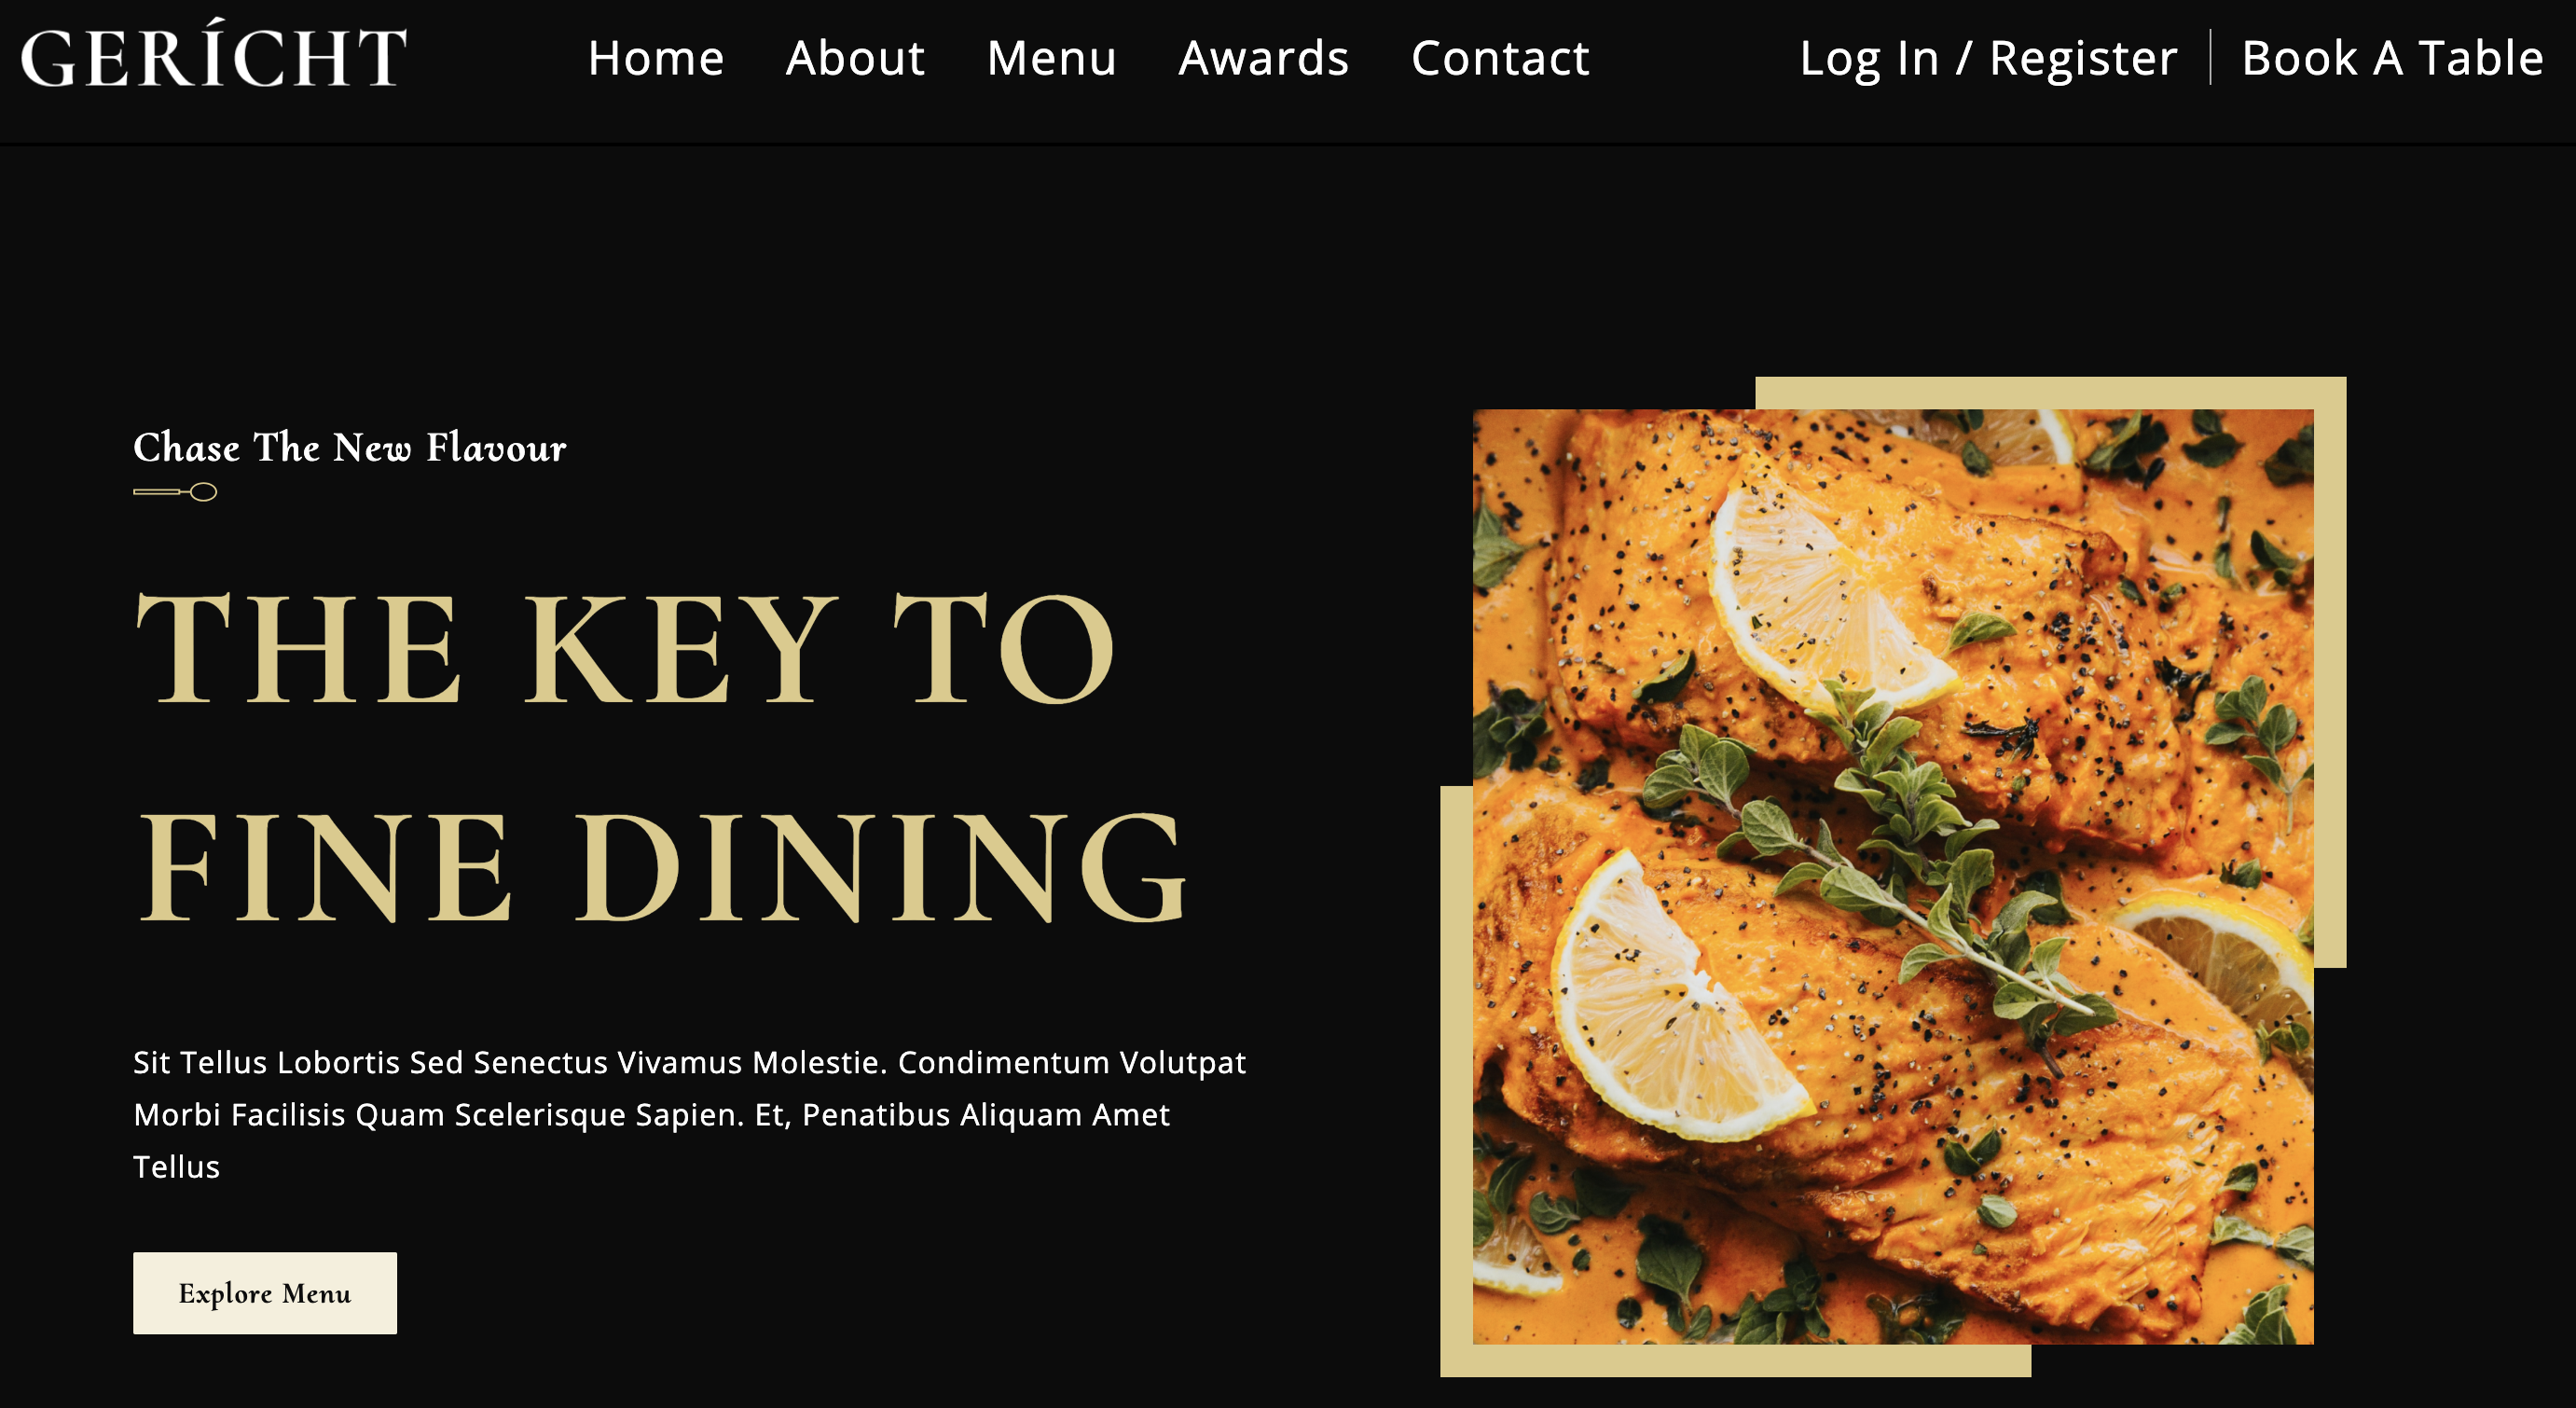 GERÍCHT
Home About Menu Awards Contact
Log In / Register Book A Table
Chase The New Flavour
THE KEY TO
FINE DINING
Sit Tellus Lobortis Sed Senectus Vivamus Molestie. Condimentum Volutpat
Morbi Facilisis Quam Scelerisque Sapien. Et, Penatibus Aliquam Amet
Tellus
Explore Menu